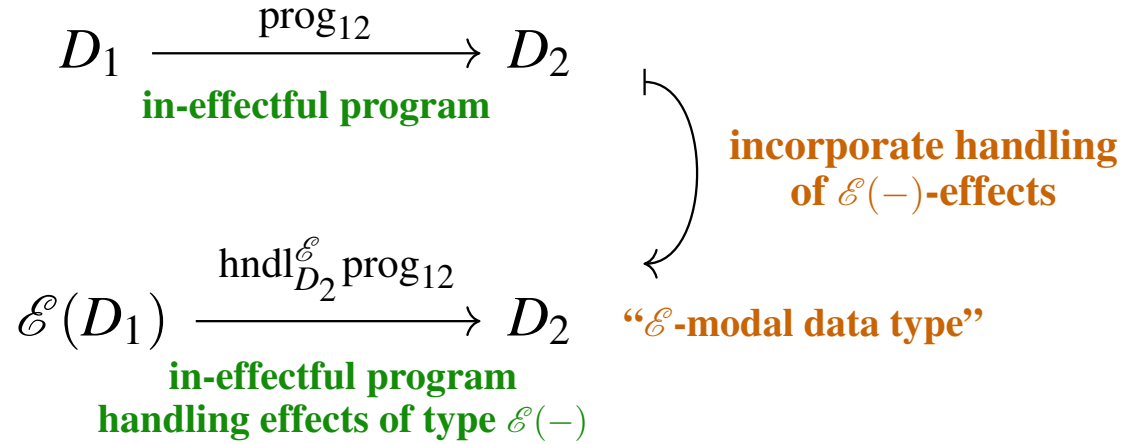 prog₁₂
D₁ ⟶ D₂
in-effectful program
incorporate handling
of ℰ(−)-effects
hndl^ℰ_{D₂} prog₁₂
ℰ(D₁) ⟶ D₂ “ℰ-modal data type”
in-effectful program
handling effects of type ℰ(−)